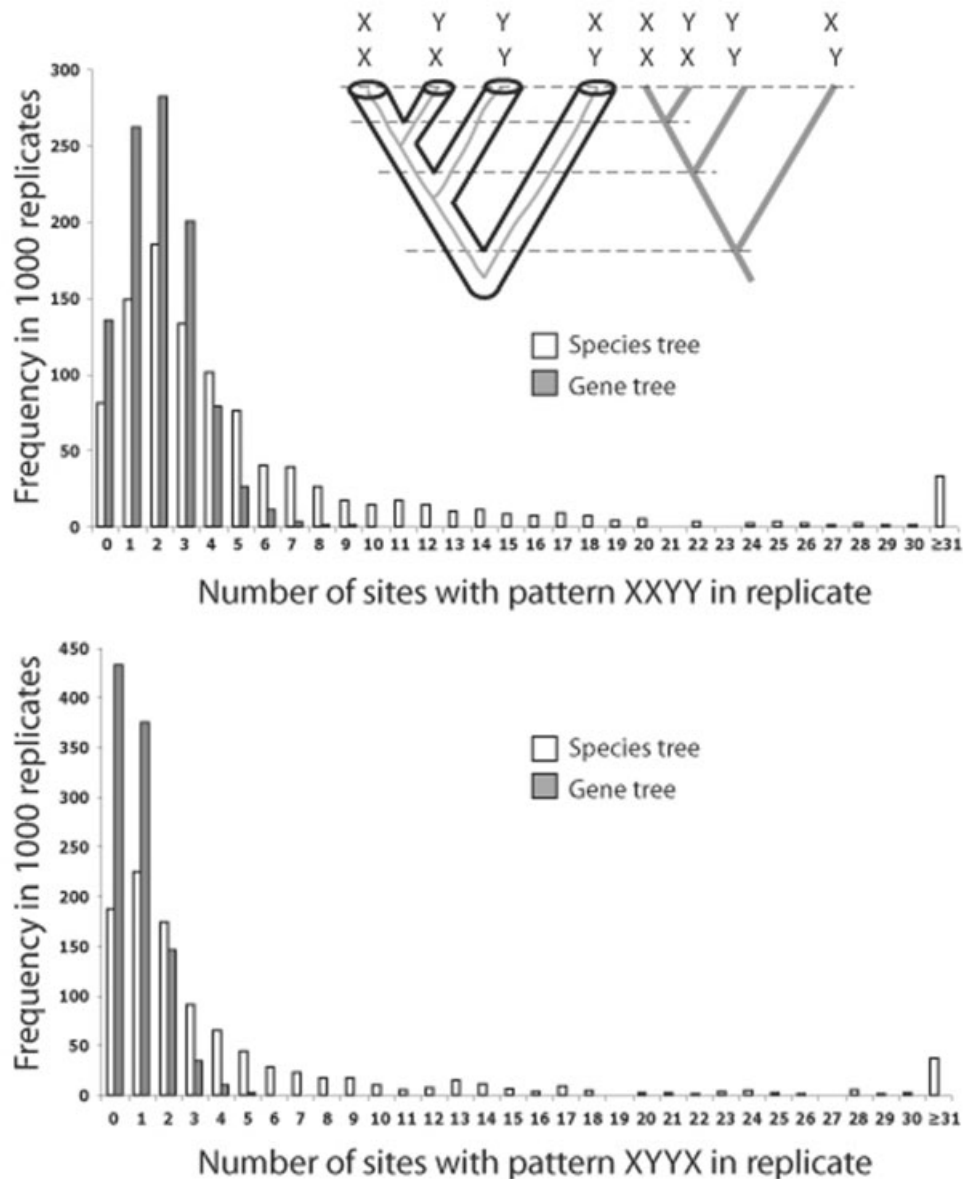 X Y Y X X Y Y X
X X Y Y X X Y Y
300
250
200
150
100
50
0
Frequency in 1000 replicates
Species tree
Gene tree
0 1 2 3 4 5 6 7 8 9 10 11 12 13 14 15 16 17 18 19 20 21 22 23 24 25 26 27 28 29 30 ≥31
Number of sites with pattern XXYY in replicate
450
400
350
300
250
200
150
100
50
0
Frequency in 1000 replicates
Species tree
Gene tree
0 1 2 3 4 5 6 7 8 9 10 11 12 13 14 15 16 17 18 19 20 21 22 23 24 25 26 27 28 29 30 ≥31
Number of sites with pattern XYYX in replicate